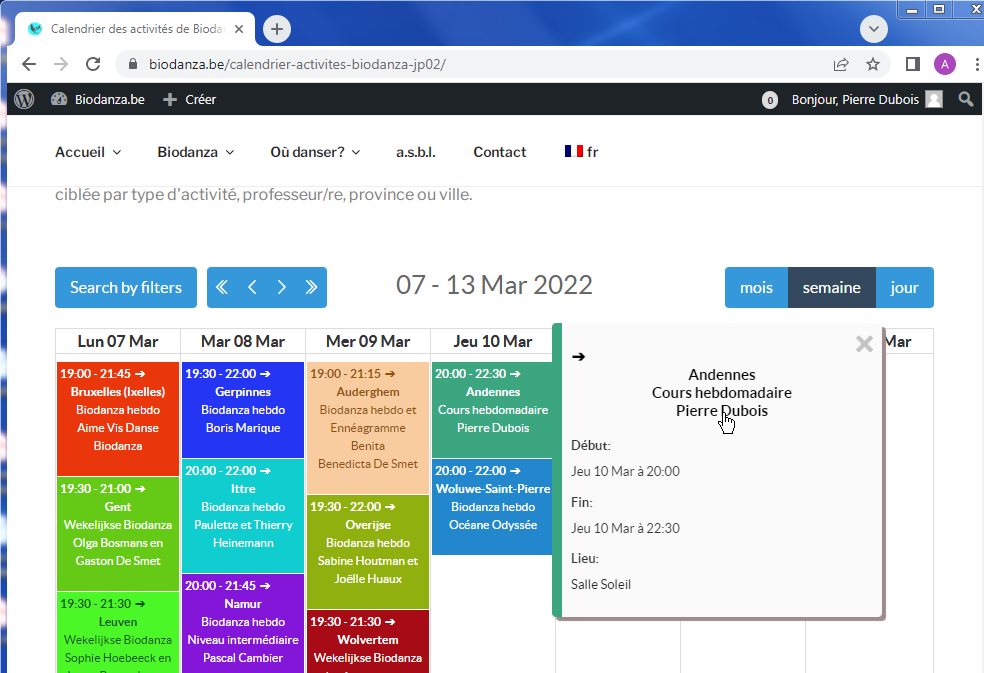 Calendrier des activités de Biodan
biodanza.be/calendrier-activites-biodanza-jp02/
A
Biodanza.be
Créer
0
Bonjour, Pierre Dubois
Accueil
Biodanza
Où danser?
a.s.b.l.
Contact
fr
ciblée par type d'activité, professeur/re, province ou ville.
Search by filters
07 - 13 Mar 2022
mois
semaine
jour
Lun 07 Mar
Mar 08 Mar
Mer 09 Mar
Jeu 10 Mar
Mar
19:00 - 21:45 ➔
Bruxelles (Ixelles)
Biodanza hebdo
Aime Vis Danse
Biodanza
19:30 - 21:00 ➔
Gent
Wekelijkse Biodanza
Olga Bosmans en
Gaston De Smet
19:30 - 21:30 ➔
Leuven
Wekelijkse Biodanza
Sophie Hoebeeck en
19:30 - 22:00 ➔
Gerpinnes
Biodanza hebdo
Boris Marique
20:00 - 22:00 ➔
Ittre
Biodanza hebdo
Paulette et Thierry
Heinemann
20:00 - 21:45 ➔
Namur
Biodanza hebdo
Niveau intermédiaire
Pascal Cambier
19:00 - 21:15 ➔
Auderghem
Biodanza hebdo et
Ennéagramme
Benita
Benedicta De Smet
19:30 - 22:00 ➔
Overijse
Biodanza hebdo
Sabine Houtman et
Joëlle Huaux
19:30 - 21:30 ➔
Wolvertem
Wekelijkse Biodanza
20:00 - 22:30 ➔
Andennes
Cours hebdomadaire
Pierre Dubois
20:00 - 22:00 ➔
Woluwe-Saint-Pierre
Biodanza hebdo
Océane Odyssée
➔
Andennes
Cours hebdomadaire
Pierre Dubois
Début:
Jeu 10 Mar à 20:00
Fin:
Jeu 10 Mar à 22:30
Lieu:
Salle Soleil